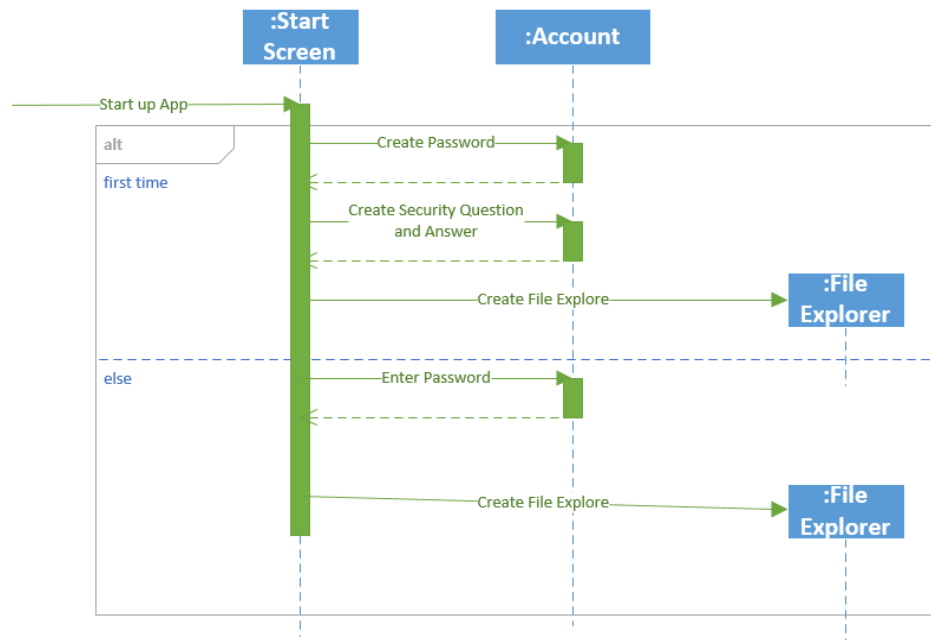 :Start
Screen
:Account
Start up App
alt
Create Password
first time
Create Security Question
and Answer
:File
Explorer
Create File Explore
else
Enter Password
:File
Explorer
Create File Explore